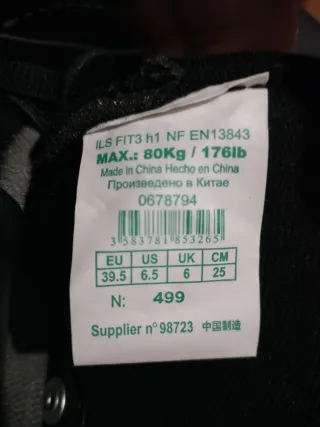 ILS FIT3 h1 NF EN13843
MAX.: 80Kg / 176lb
Made in China Hecho en China
Произведено в Китае
0678794
3 583781 853265
EU US UK CM
39.5 6.5 6 25
N: 499
Supplier n° 98723 中国制造